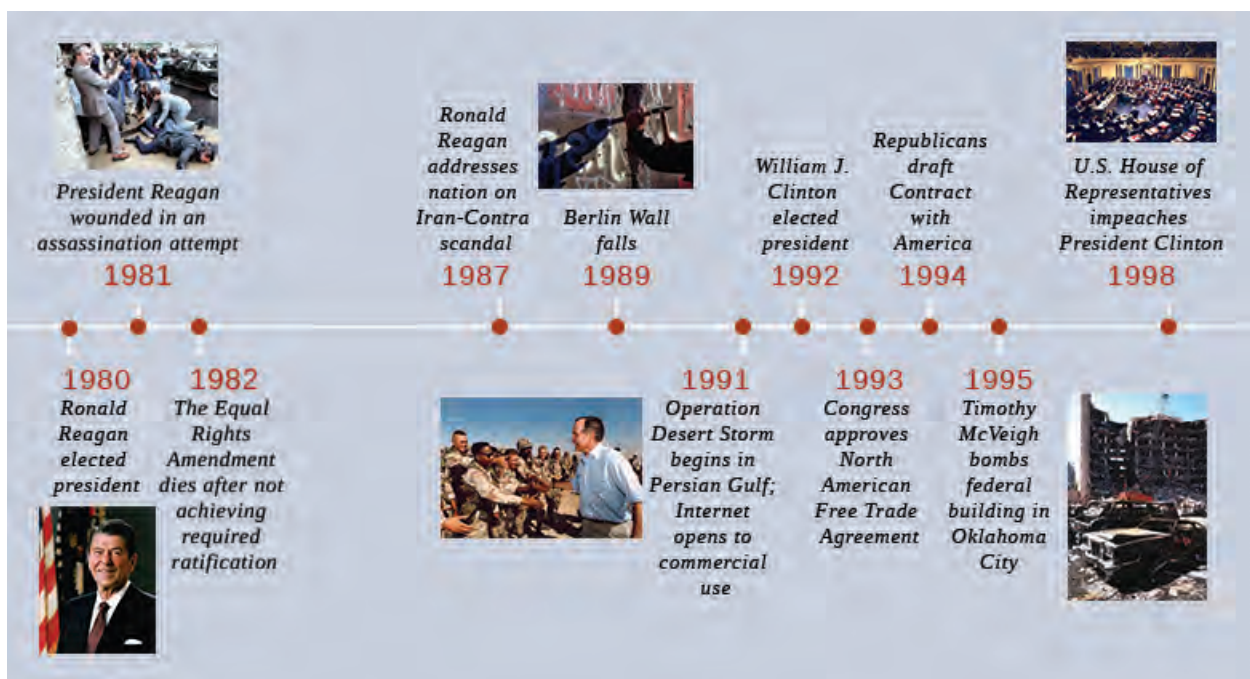 President Reagan
wounded in an
assassination attempt
1981
Ronald
Reagan
addresses
nation on
Iran-Contra
scandal
1987
Berlin Wall
falls
1989
William J.
Clinton
elected
president
1992
Republicans
draft
Contract
with
America
1994
U.S. House of
Representatives
impeaches
President Clinton
1998
1980
Ronald
Reagan
elected
president
1982
The Equal
Rights
Amendment
dies after not
achieving
required
ratification
1991
Operation
Desert Storm
begins in
Persian Gulf;
Internet
opens to
commercial
use
1993
Congress
approves
North
American
Free Trade
Agreement
1995
Timothy
McVeigh
bombs
federal
building in
Oklahoma
City